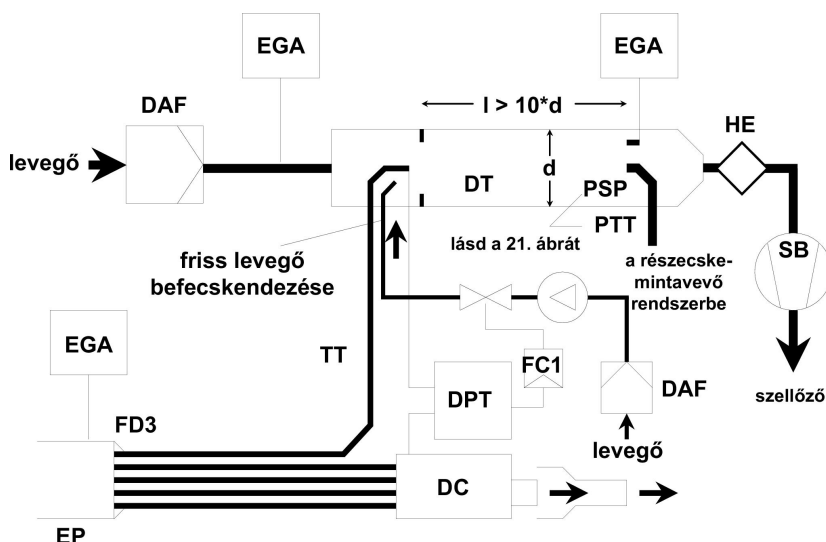 EGA
EGA
DAF
l > 10*d
HE
levegő
d
DT
PSP
PTT
SB
lásd a 21. ábrát
friss levegő
befecskendezése
a részecske-
mintavevő
rendszerbe
EGA
TT
FC1
DAF
DPT
szellőző
FD3
levegő
DC
EP